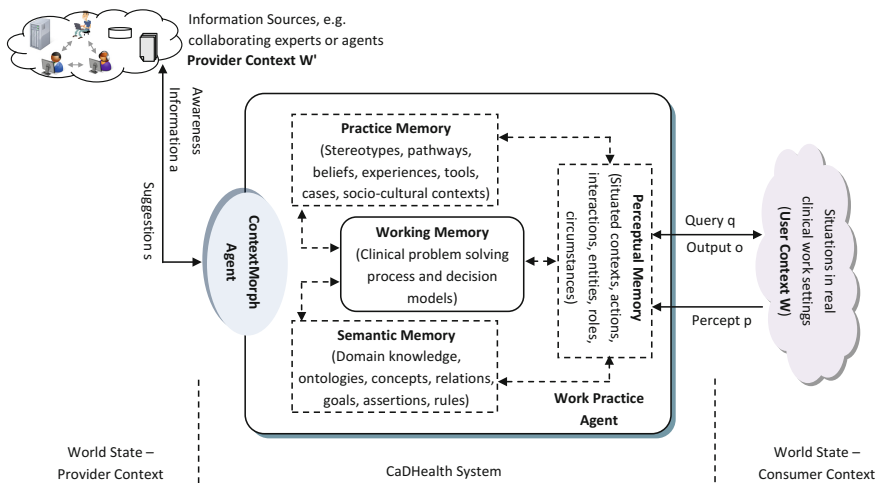 Information Sources, e.g.
collaborating experts or agents
Provider Context W'
Awareness
Information a
Suggestion s
ContextMorph
Agent
Practice Memory
(Stereotypes, pathways,
beliefs, experiences, tools,
cases, socio-cultural contexts)
Working Memory
(Clinical problem solving
process and decision
models)
Semantic Memory
(Domain knowledge,
ontologies, concepts, relations,
goals, assertions, rules)
Perceptual Memory
(Situated contexts, actions,
interactions, entities, roles,
circumstances)
Work Practice
Agent
Query q
Output o
Percept p
Situations in real
clinical work settings
(User Context W)
World State –
Provider Context
CaDHealth System
World State –
Consumer Context